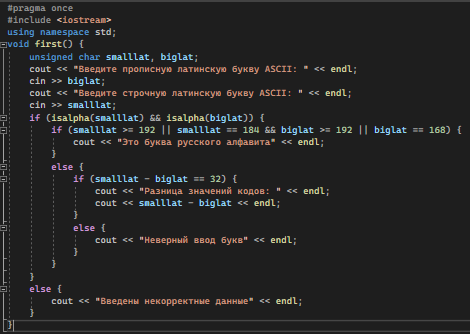 #pragma once
#include <iostream>
using namespace std;
void first() {
unsigned char smalllat, biglat;
cout << "Введите прописную латинскую букву ASCII: " << endl;
cin >> biglat;
cout << "Введите строчную латинскую букву ASCII: " << endl;
cin >> smalllat;
if (isalpha(smalllat) && isalpha(biglat)) {
if (smalllat >= 192 || smalllat == 184 && biglat >= 192 || biglat == 168) {
cout << "Это буква русского алфавита" << endl;
}
else {
if (smalllat - biglat == 32) {
cout << "Разница значений кодов: " << endl;
cout << smalllat - biglat << endl;
}
else {
cout << "Неверный ввод букв" << endl;
}
}
}
else {
cout << "Введены некорректные данные" << endl;
}
}